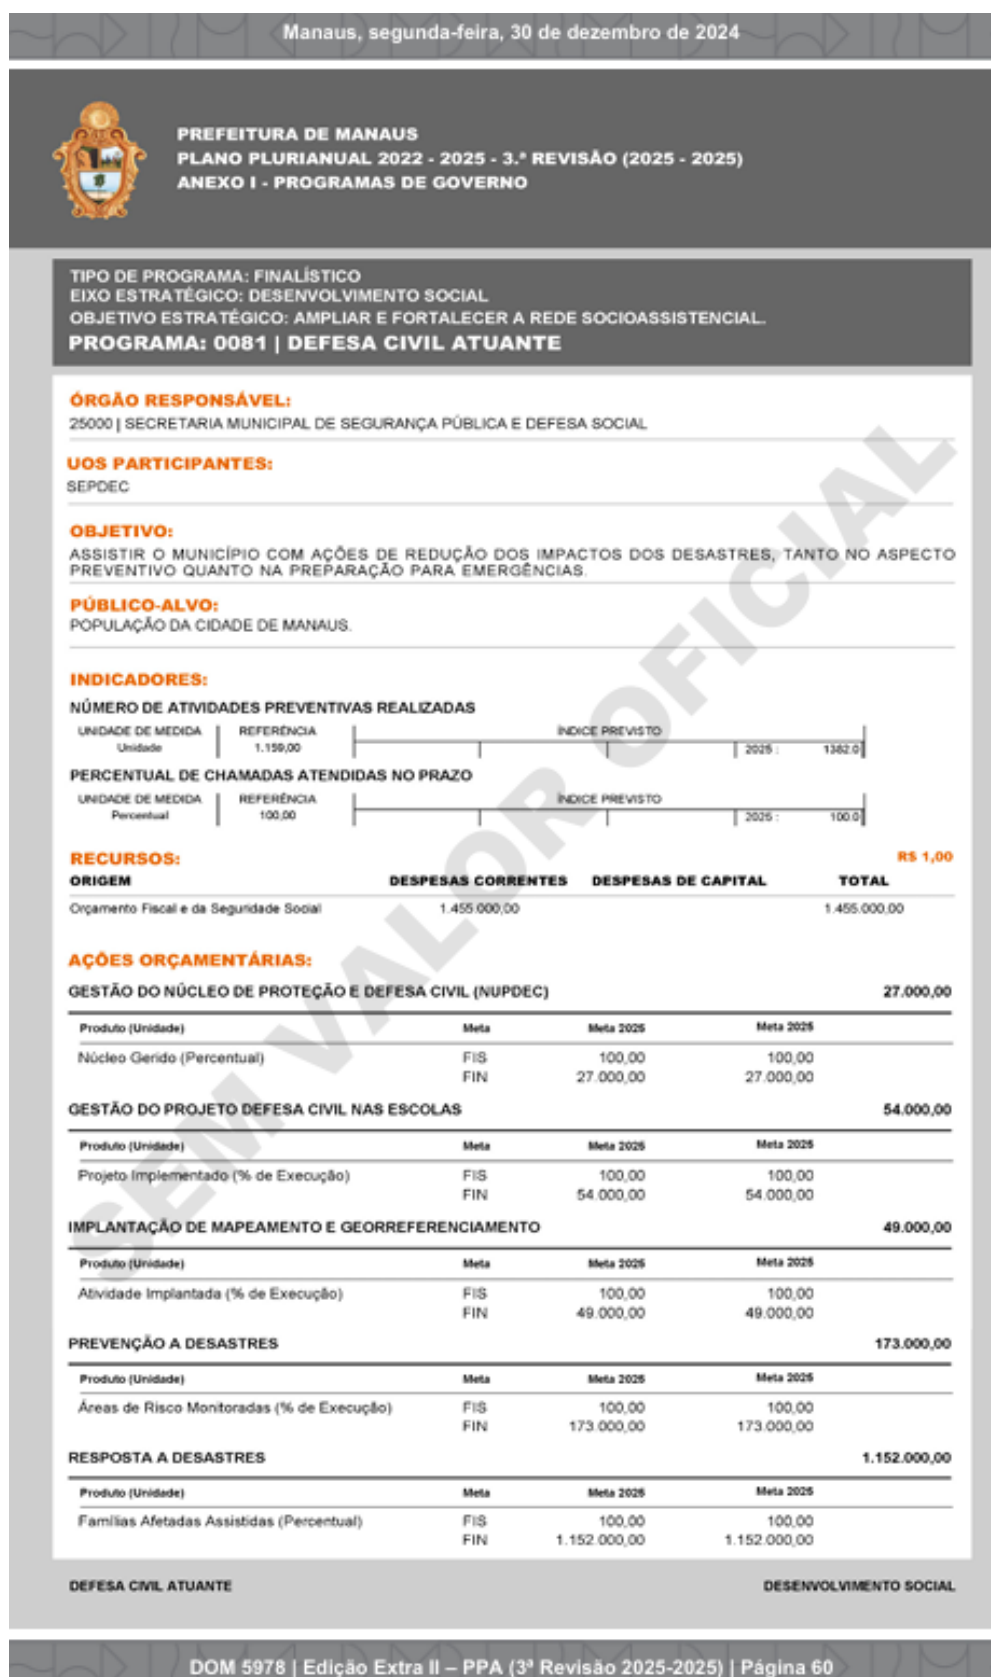 Manaus, segunda-feira, 30 de dezembro de 2024
PREFEITURA DE MANAUS
PLANO PLURIANUAL 2022 - 2025 - 3.ª REVISÃO (2025 - 2025)
ANEXO I - PROGRAMAS DE GOVERNO
TIPO DE PROGRAMA: FINALÍSTICO
EIXO ESTRATÉGICO: DESENVOLVIMENTO SOCIAL
OBJETIVO ESTRATÉGICO: AMPLIAR E FORTALECER A REDE SOCIOASSISTENCIAL.
PROGRAMA: 0081 | DEFESA CIVIL ATUANTE
ÓRGÃO RESPONSÁVEL:
25000 | SECRETARIA MUNICIPAL DE SEGURANÇA PÚBLICA E DEFESA SOCIAL
UOS PARTICIPANTES:
SEPDEC
OBJETIVO:
ASSISTIR O MUNICÍPIO COM AÇÕES DE REDUÇÃO DOS IMPACTOS DOS DESASTRES, TANTO NO ASPECTO
PREVENTIVO QUANTO NA PREPARAÇÃO PARA EMERGÊNCIAS.
PÚBLICO-ALVO:
POPULAÇÃO DA CIDADE DE MANAUS.
INDICADORES:
NÚMERO DE ATIVIDADES PREVENTIVAS REALIZADAS
UNIDADE DE MEDIDA REFERÊNCIA ÍNDICE PREVISTO
Unidade 1.159,00 2025 : 1382.0
PERCENTUAL DE CHAMADAS ATENDIDAS NO PRAZO
UNIDADE DE MEDIDA REFERÊNCIA ÍNDICE PREVISTO
Percentual 100,00 2025 : 100.0
RECURSOS: R$ 1,00
ORIGEM DESPESAS CORRENTES DESPESAS DE CAPITAL TOTAL
Orçamento Fiscal e da Seguridade Social 1.455.000,00 1.455.000,00
AÇÕES ORÇAMENTÁRIAS:
GESTÃO DO NÚCLEO DE PROTEÇÃO E DEFESA CIVIL (NUPDEC) 27.000,00
Produto (Unidade) Meta Meta 2025 Meta 2025
Núcleo Gerido (Percentual) FIS 100,00 100,00
FIN 27.000,00 27.000,00
GESTÃO DO PROJETO DEFESA CIVIL NAS ESCOLAS 54.000,00
Produto (Unidade) Meta Meta 2025 Meta 2025
Projeto Implementado (% de Execução) FIS 100,00 100,00
FIN 54.000,00 54.000,00
IMPLANTAÇÃO DE MAPEAMENTO E GEORREFERENCIAMENTO 49.000,00
Produto (Unidade) Meta Meta 2025 Meta 2025
Atividade Implantada (% de Execução) FIS 100,00 100,00
FIN 49.000,00 49.000,00
PREVENÇÃO A DESASTRES 173.000,00
Produto (Unidade) Meta Meta 2025 Meta 2025
Áreas de Risco Monitoradas (% de Execução) FIS 100,00 100,00
FIN 173.000,00 173.000,00
RESPOSTA A DESASTRES 1.152.000,00
Produto (Unidade) Meta Meta 2025 Meta 2025
Famílias Afetadas Assistidas (Percentual) FIS 100,00 100,00
FIN 1.152.000,00 1.152.000,00
SEM VALOR OFICIAL
DEFESA CIVIL ATUANTE DESENVOLVIMENTO SOCIAL
DOM 5978 | Edição Extra II – PPA (3ª Revisão 2025-2025) | Página 60